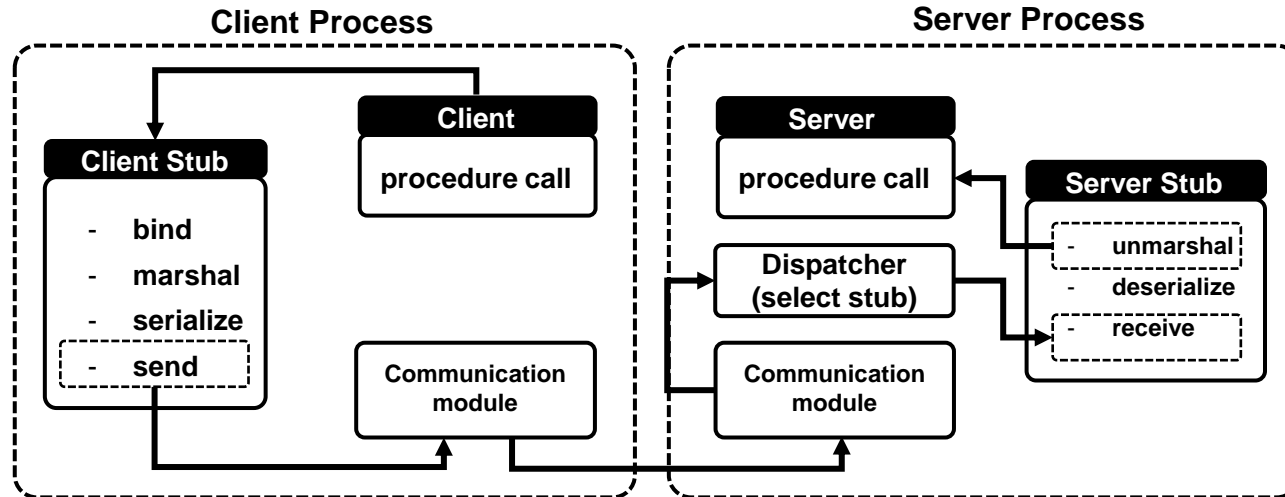 Client Process
Client
procedure call
Client Stub
- bind
- marshal
- serialize
- send
Communication
module
Server Process
Server
procedure call
Dispatcher
(select stub)
Communication
module
Server Stub
- unmarshal
- deserialize
- receive